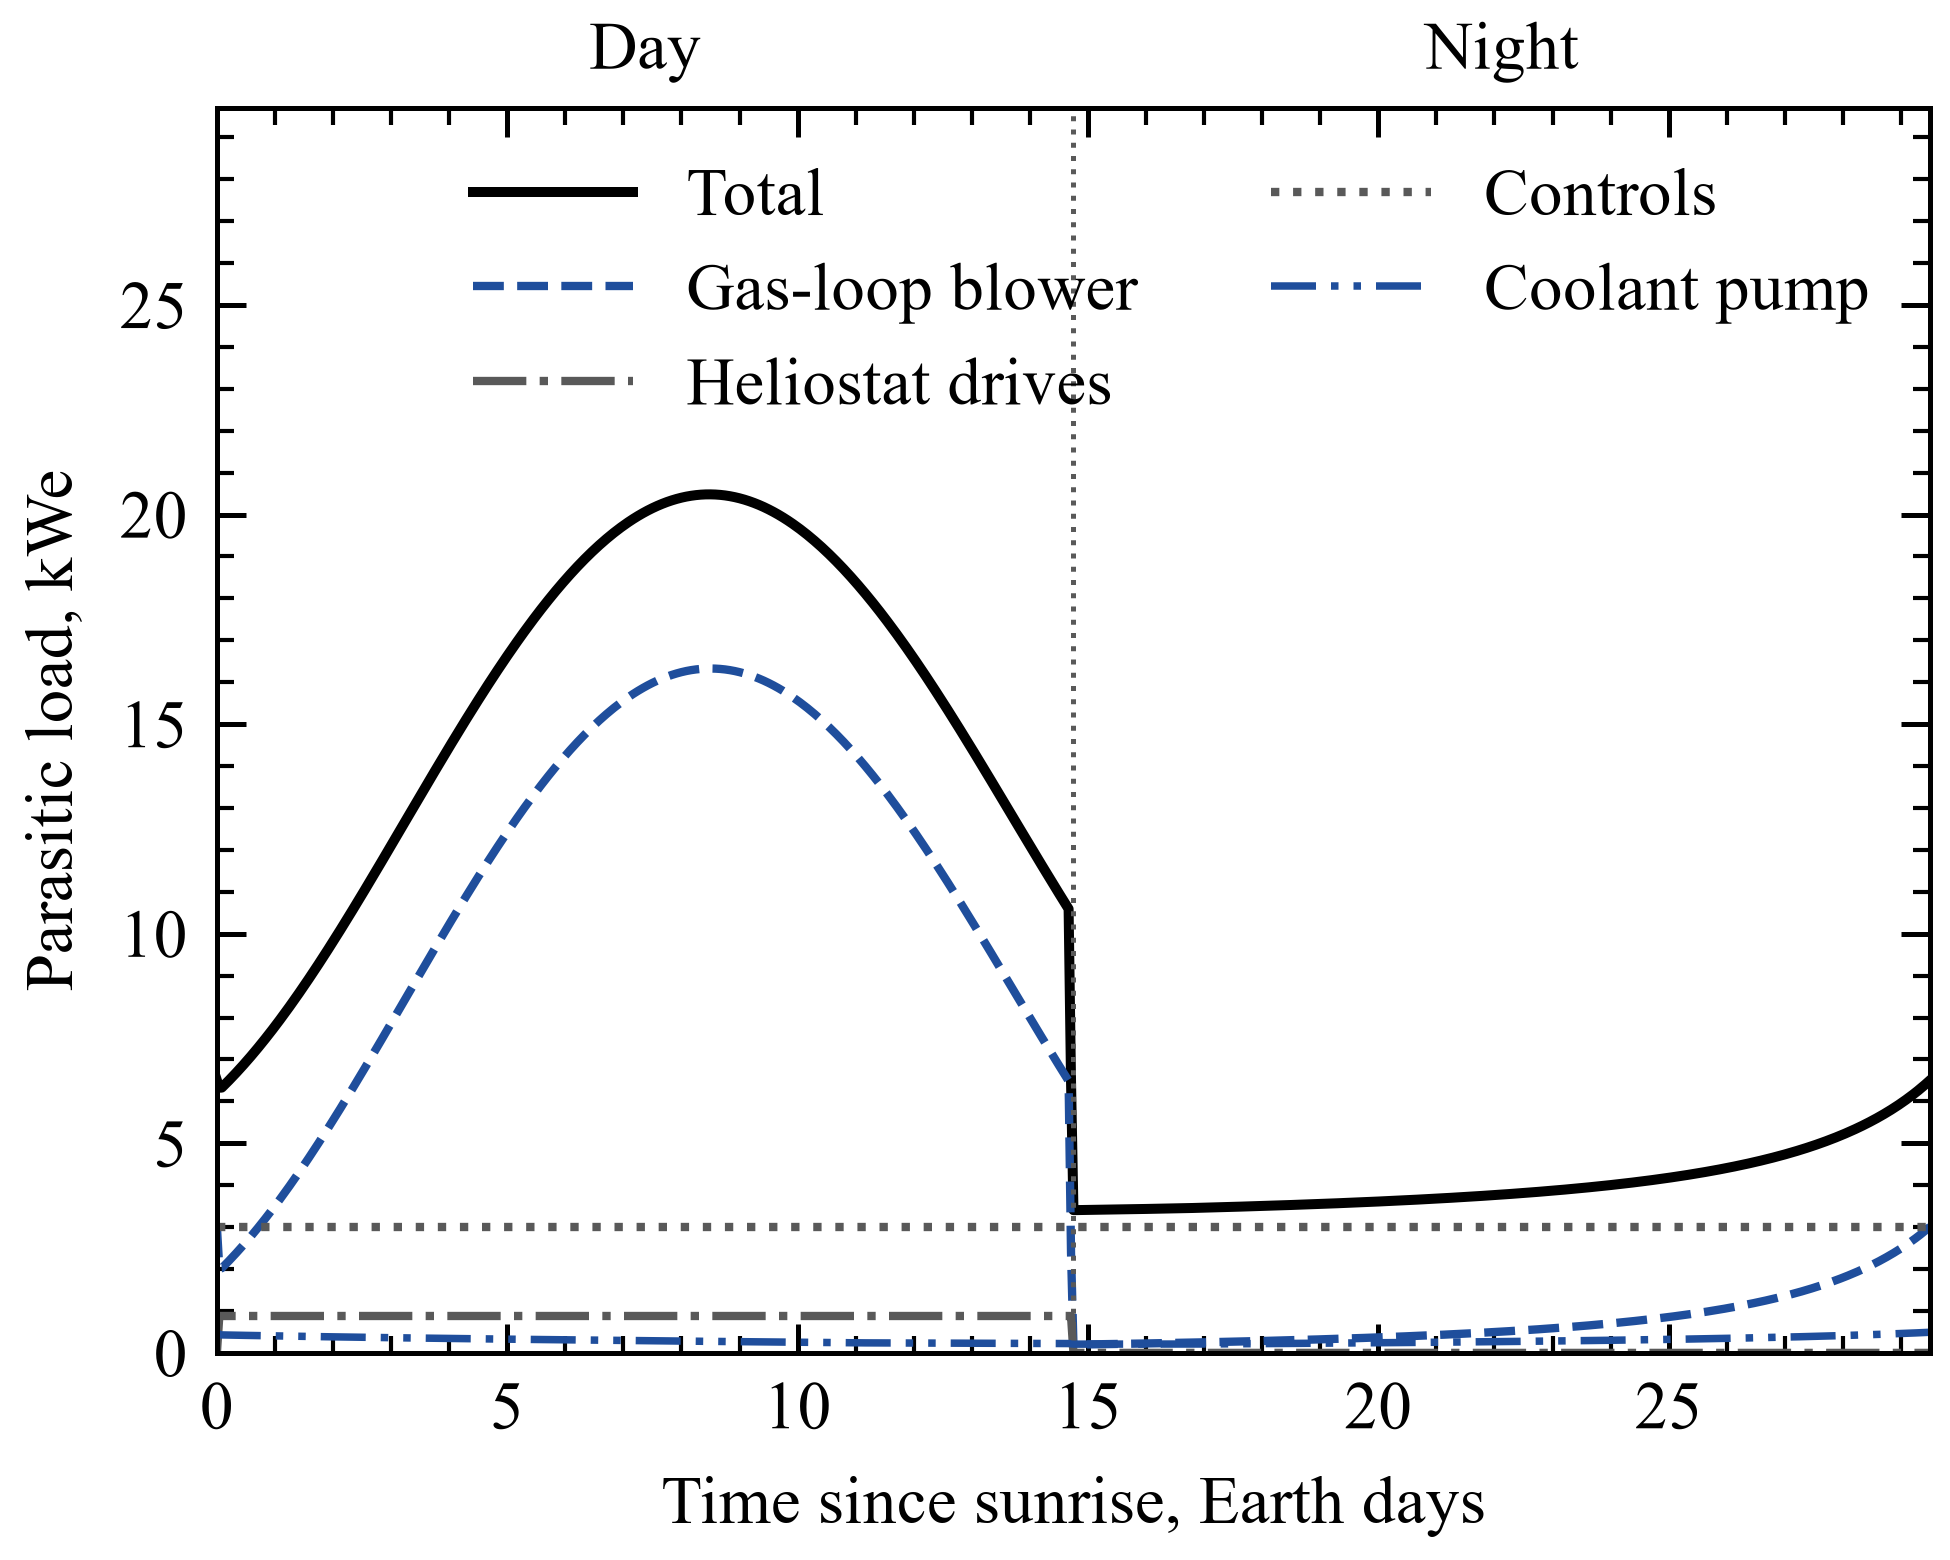 Day Night
Total Controls
Gas-loop blower Coolant pump
Heliostat drives
25
20
15
10
5
0
Parasitic load, kWe
0 5 10 15 20 25
Time since sunrise, Earth days